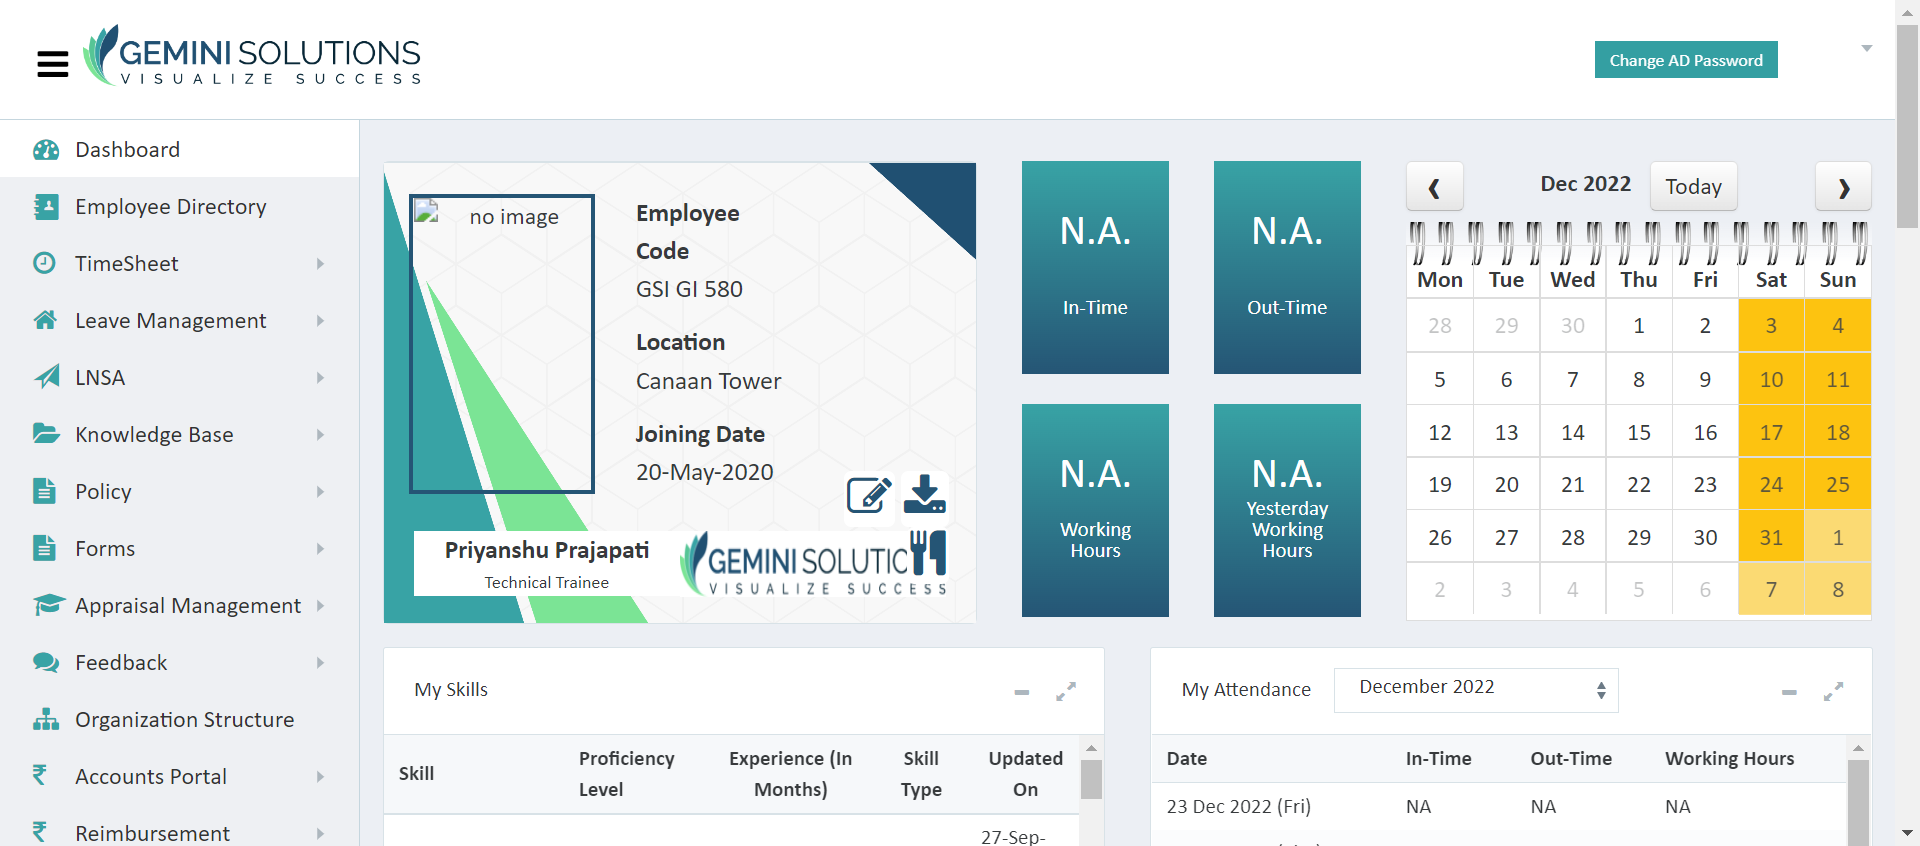 GEMINI SOLUTIONS
VISUALIZE SUCCESS
Change AD Password
Dashboard
Employee Directory
TimeSheet
Leave Management
LNSA
Knowledge Base
Policy
Forms
Appraisal Management
Feedback
Organization Structure
Accounts Portal
Reimbursement
no image
Employee
Code
GSI GI 580
Location
Canaan Tower
Joining Date
20-May-2020
Priyanshu Prajapati
Technical Trainee
GEMINI SOLUTIC
VISUALIZE SUCCESS
N.A.
In-Time
N.A.
Out-Time
N.A.
Working
Hours
N.A.
Yesterday
Working
Hours
Dec 2022
Today
Mon Tue Wed Thu Fri Sat Sun
28 29 30 1 2 3 4
5 6 7 8 9 10 11
12 13 14 15 16 17 18
19 20 21 22 23 24 25
26 27 28 29 30 31 1
2 3 4 5 6 7 8
My Skills
Skill
Proficiency
Level
Experience (In
Months)
Skill
Type
Updated
On
27-Sep-
My Attendance
December 2022
Date In-Time Out-Time Working Hours
23 Dec 2022 (Fri) NA NA NA